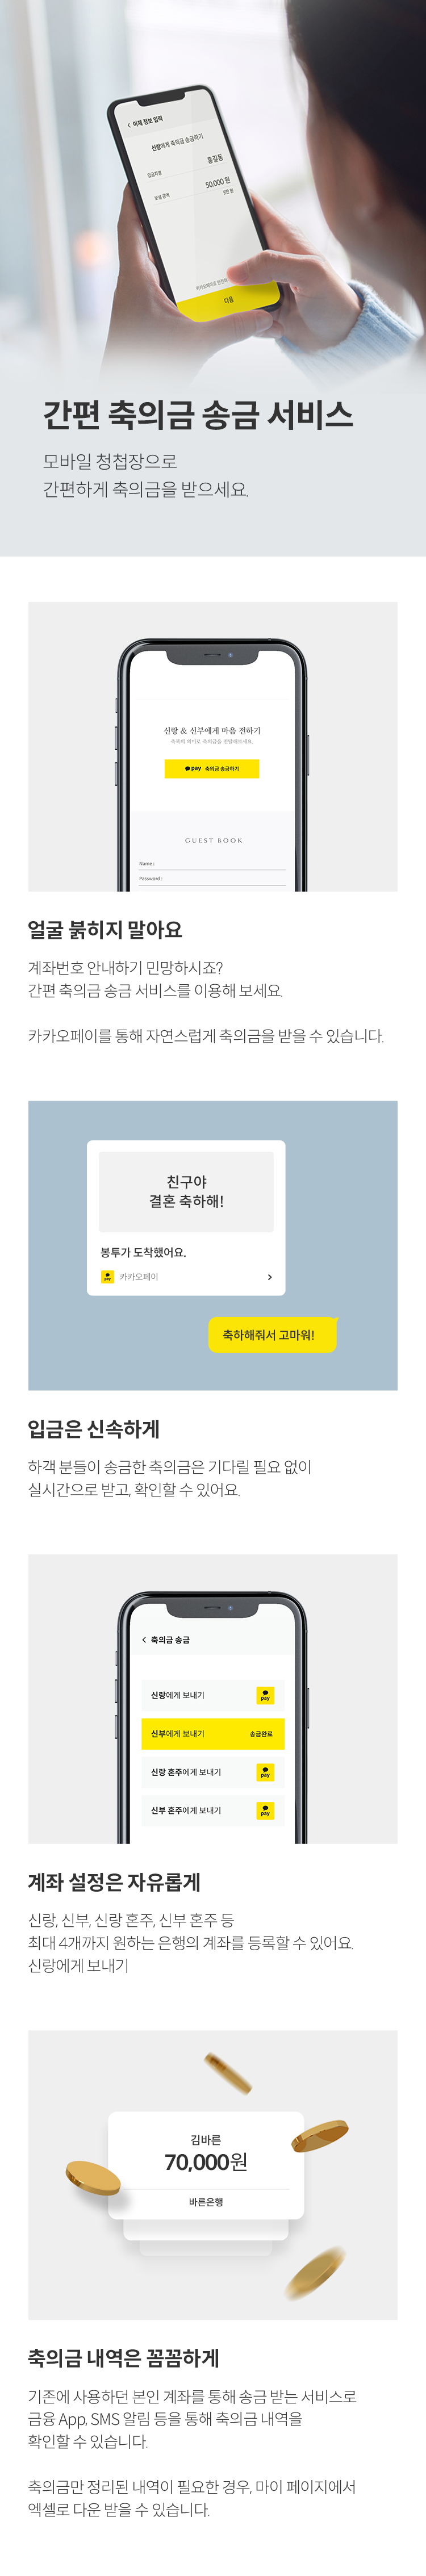 < 이체 정보 입력
신랑에게 축의금 송금하기
입금자명
홍길동
보낼 금액
50,000 원
5만 원
다음
간편 축의금 송금 서비스
모바일 청첩장으로
간편하게 축의금을 받으세요.
신랑 & 신부에게 마음 전하기
축복의 의미로 축의금을 전달해보세요.
pay 축의금 송금하기
GUEST BOOK
Name :
Password :
얼굴 붉히지 말아요
계좌번호 안내하기 민망하시죠?
간편 축의금 송금 서비스를 이용해 보세요.
카카오페이를 통해 자연스럽게 축의금을 받을 수 있습니다.
친구야
결혼 축하해!
봉투가 도착했어요.
pay 카카오페이 >
축하해줘서 고마워!
입금은 신속하게
하객 분들이 송금한 축의금은 기다릴 필요 없이
실시간으로 받고, 확인할 수 있어요.
< 축의금 송금
신랑에게 보내기 pay
신부에게 보내기 송금완료
신랑 혼주에게 보내기 pay
신부 혼주에게 보내기 pay
계좌 설정은 자유롭게
신랑, 신부, 신랑 혼주, 신부 혼주 등
최대 4개까지 원하는 은행의 계좌를 등록할 수 있어요.
신랑에게 보내기
김바른
70,000원
바른은행
축의금 내역은 꼼꼼하게
기존에 사용하던 본인 계좌를 통해 송금 받는 서비스로
금융 App, SMS 알림 등을 통해 축의금 내역을
확인할 수 있습니다.
축의금만 정리된 내역이 필요한 경우, 마이 페이지에서
엑셀로 다운 받을 수 있습니다.